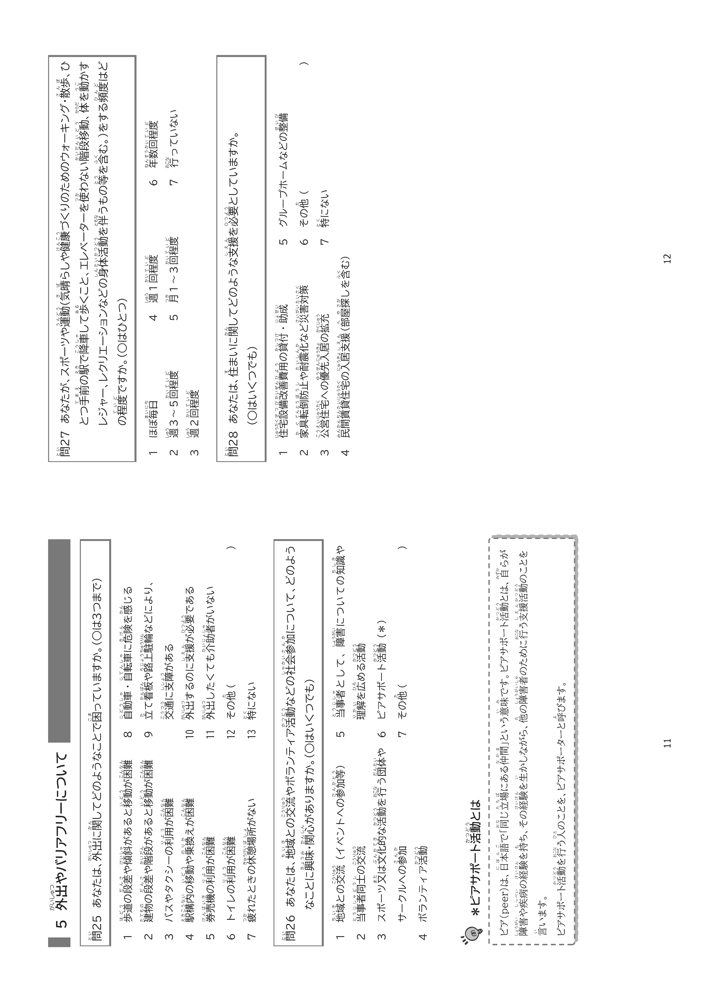 5 外出やバリアフリーについて
問25 あなたは、外出に関してどのようなことで困っていますか。(〇は3つまで)
1 歩道の段差や傾斜があると移動が困難
2 建物の段差や階段があると移動が困難
3 バスやタクシーの利用が困難
4 駅構内の移動や乗換えが困難
5 券売機の利用が困難
6 トイレの利用が困難
7 疲れたときの休憩場所がない
8 自動車・自転車に危険を感じる
9 立て看板や路上駐輪などにより、
交通に支障がある
10 外出するのに支援が必要である
11 外出したくても介助者がいない
12 その他( )
13 特にない
問26 あなたは、地域との交流やボランティア活動などの社会参加について、どのよう
なことに興味・関心がありますか。(〇はいくつでも)
1 地域との交流(イベントへの参加等)
2 当事者同士の交流
3 スポーツ又は文化的な活動を行う団体や
サークルへの参加
4 ボランティア活動
5 当事者として、障害についての知識や
理解を広める活動
6 ピアサポート活動(*)
7 その他( )
*ピアサポート活動とは
ピア(peer)は、日本語で「同じ立場にある仲間」という意味です。ピアサポート活動とは、自らが
障害や疾病の経験を持ち、その経験を生かしながら、他の障害者のために行う支援活動のことを
言います。
ピアサポート活動を行う人のことを、ピアサポーターと呼びます。
11
問27 あなたが、スポーツや運動(気晴らしや健康づくりのためのウォーキング・散歩、ひ
とつ手前の駅で降車して歩くこと、エレベーターを使わない階段移動、体を動かす
レジャー、レクリエーションなどの身体活動を伴うもの等を含む。)をする頻度はど
の程度ですか。(〇はひとつ)
1 ほぼ毎日
2 週3~5回程度
3 週2回程度
4 週1回程度
5 月1~3回程度
6 年数回程度
7 行っていない
問28 あなたは、住まいに関してどのような支援を必要としていますか。
(〇はいくつでも)
1 住宅設備改善費用の貸付・助成
2 家具転倒防止や耐震化など災害対策
3 公営住宅への優先入居の拡充
4 民間賃貸住宅の入居支援(部屋探しを含む)
5 グループホームなどの整備
6 その他( )
7 特にない
12